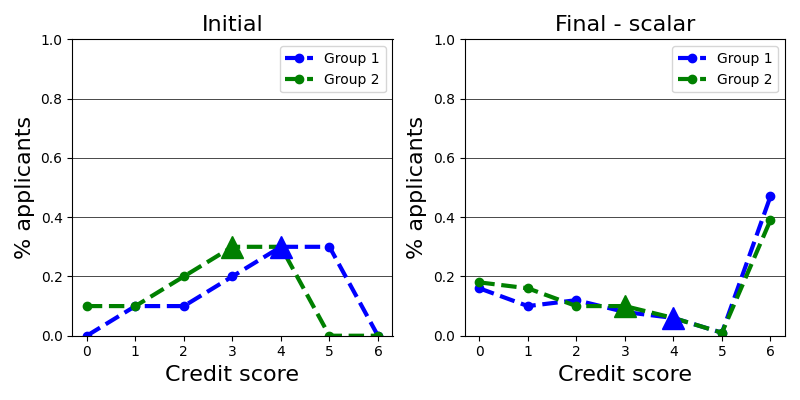 Initial
% applicants
1.0
0.8
0.6
0.4
0.2
0.0
Group 1
Group 2
0 1 2 3 4 5 6
Credit score
Final - scalar
% applicants
1.0
0.8
0.6
0.4
0.2
0.0
Group 1
Group 2
0 1 2 3 4 5 6
Credit score